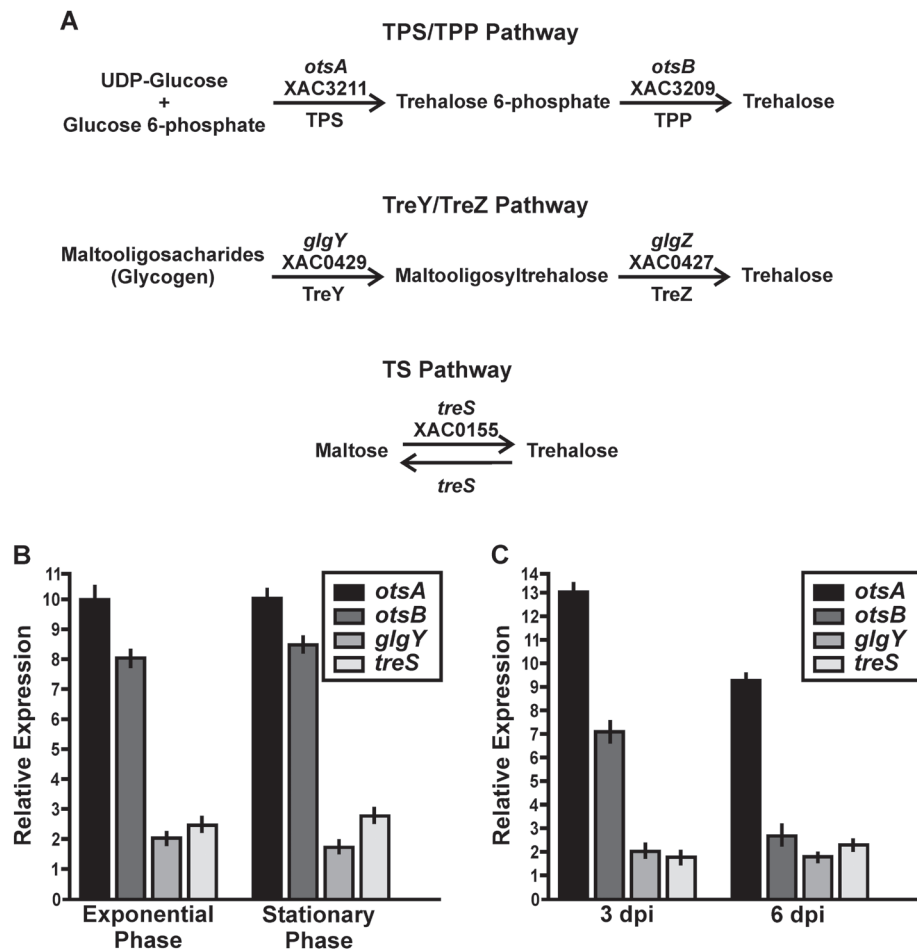 A
TPS/TPP Pathway
UDP-Glucose
+
Glucose 6-phosphate
otsA
XAC3211
TPS
Trehalose 6-phosphate
otsB
XAC3209
TPP
Trehalose
TreY/TreZ Pathway
Maltooligosacharides
(Glycogen)
glgY
XAC0429
TreY
Maltooligosyltrehalose
glgZ
XAC0427
TreZ
Trehalose
TS Pathway
Maltose
treS
XAC0155
treS
Trehalose
B
Relative Expression
11
10
9
8
7
6
5
4
3
2
1
0
otsA
otsB
glgY
treS
Exponential
Phase
Stationary
Phase
C
Relative Expression
14
13
12
11
10
9
8
7
6
5
4
3
2
1
0
otsA
otsB
glgY
treS
3 dpi
6 dpi